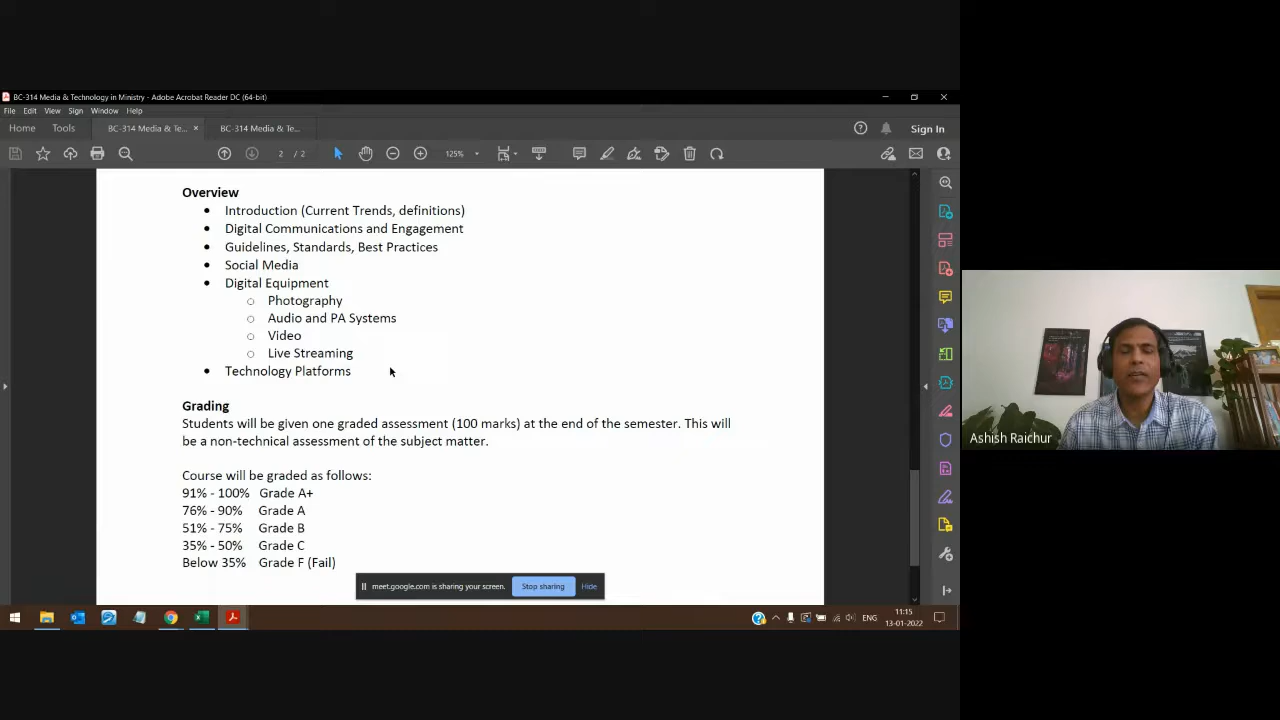 BC-314 Media & Technology in Ministry - Adobe Acrobat Reader DC (64-bit)
File Edit View Sign Window Help
Home Tools BC-314 Media & Te... × BC-314 Media & Te... Sign In
2 / 2 125%
Overview
• Introduction (Current Trends, definitions)
• Digital Communications and Engagement
• Guidelines, Standards, Best Practices
• Social Media
• Digital Equipment
○ Photography
○ Audio and PA Systems
○ Video
○ Live Streaming
• Technology Platforms
Grading
Students will be given one graded assessment (100 marks) at the end of the semester. This will
be a non-technical assessment of the subject matter.
Course will be graded as follows:
91% - 100% Grade A+
76% - 90% Grade A
51% - 75% Grade B
35% - 50% Grade C
Below 35% Grade F (Fail)
meet.google.com is sharing your screen. Stop sharing Hide
ENG 11:15
13-01-2022
Ashish Raichur